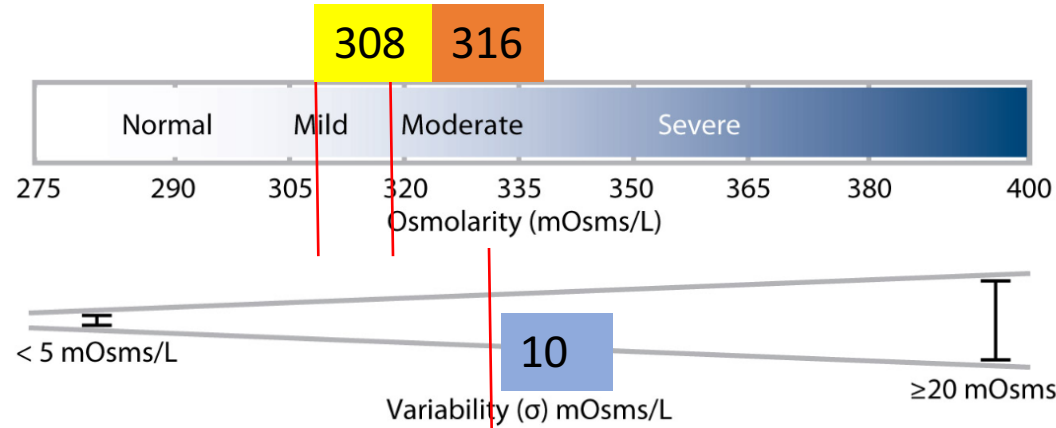 308 316
Normal Mild Moderate Severe
275 290 305 320 335 350 365 380 400
Osmolarity (mOsms/L)
< 5 mOsms/L
10
≥20 mOsms
Variability (σ) mOsms/L